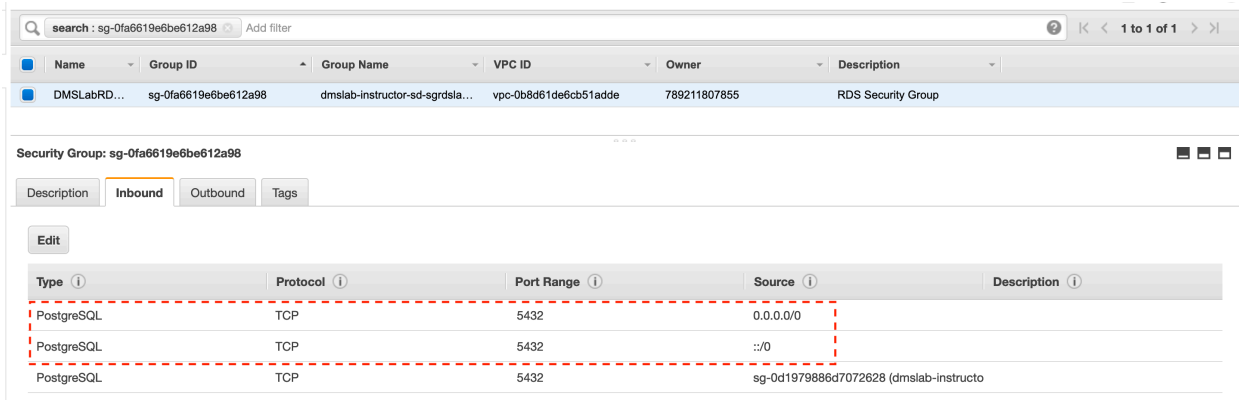 search : sg-0fa6619e6be612a98 Add filter 1 to 1 of 1
Name Group ID Group Name VPC ID Owner Description
DMSLabRD... sg-0fa6619e6be612a98 dmslab-instructor-sd-sgrdsla... vpc-0b8d61de6cb51adde 789211807855 RDS Security Group
Security Group: sg-0fa6619e6be612a98
Description Inbound Outbound Tags
Edit
Type Protocol Port Range Source Description
PostgreSQL TCP 5432 0.0.0.0/0
PostgreSQL TCP 5432 ::/0
PostgreSQL TCP 5432 sg-0d1979886d7072628 (dmslab-instructo